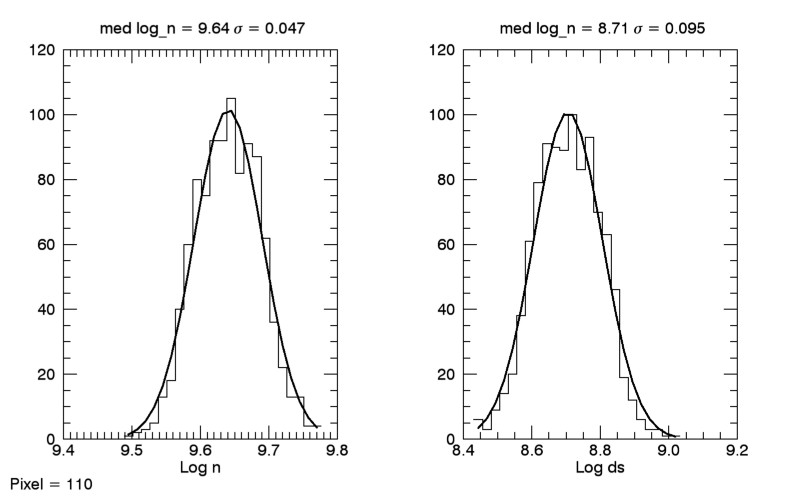 med log_n = 9.64 σ = 0.047
med log_n = 8.71 σ = 0.095
120
100
80
60
40
20
0
9.4 9.5 9.6 9.7 9.8
Log n
120
100
80
60
40
20
0
8.4 8.6 8.8 9.0 9.2
Log ds
Pixel = 110